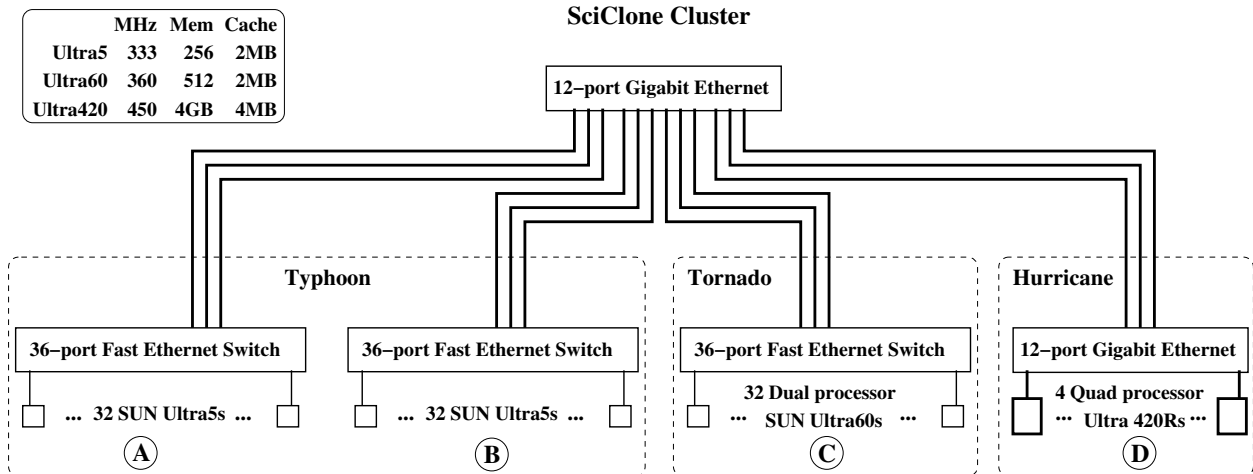 SciClone Cluster
MHz Mem Cache
Ultra5 333 256 2MB
Ultra60 360 512 2MB
Ultra420 450 4GB 4MB
12−port Gigabit Ethernet
Typhoon
Tornado
Hurricane
36−port Fast Ethernet Switch
36−port Fast Ethernet Switch
36−port Fast Ethernet Switch
12−port Gigabit Ethernet
... 32 SUN Ultra5s ...
... 32 SUN Ultra5s ...
32 Dual processor
... SUN Ultra60s ...
4 Quad processor
... Ultra 420Rs ...
A
B
C
D